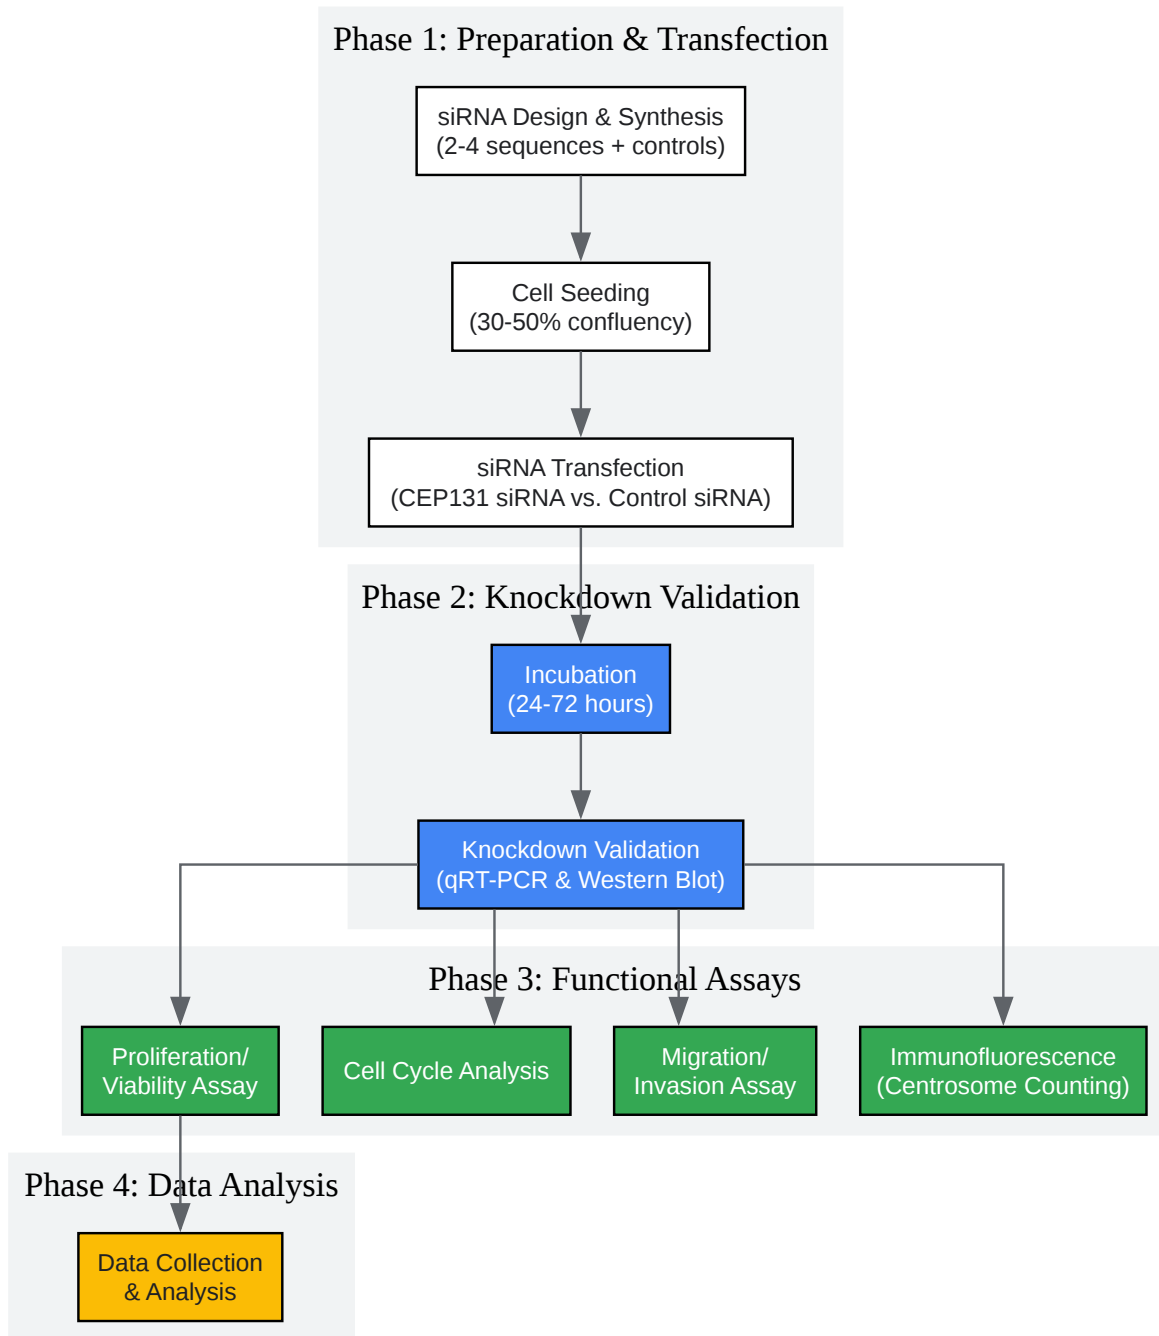 Phase 1: Preparation & Transfection
siRNA Design & Synthesis
(2-4 sequences + controls)
Cell Seeding
(30-50% confluency)
siRNA Transfection
(CEP131 siRNA vs. Control siRNA)
Phase 2: Knockdown Validation
Incubation
(24-72 hours)
Knockdown Validation
(qRT-PCR & Western Blot)
Phase 3: Functional Assays
Proliferation/
Viability Assay
Cell Cycle Analysis
Migration/
Invasion Assay
Immunofluorescence
(Centrosome Counting)
Phase 4: Data Analysis
Data Collection
& Analysis